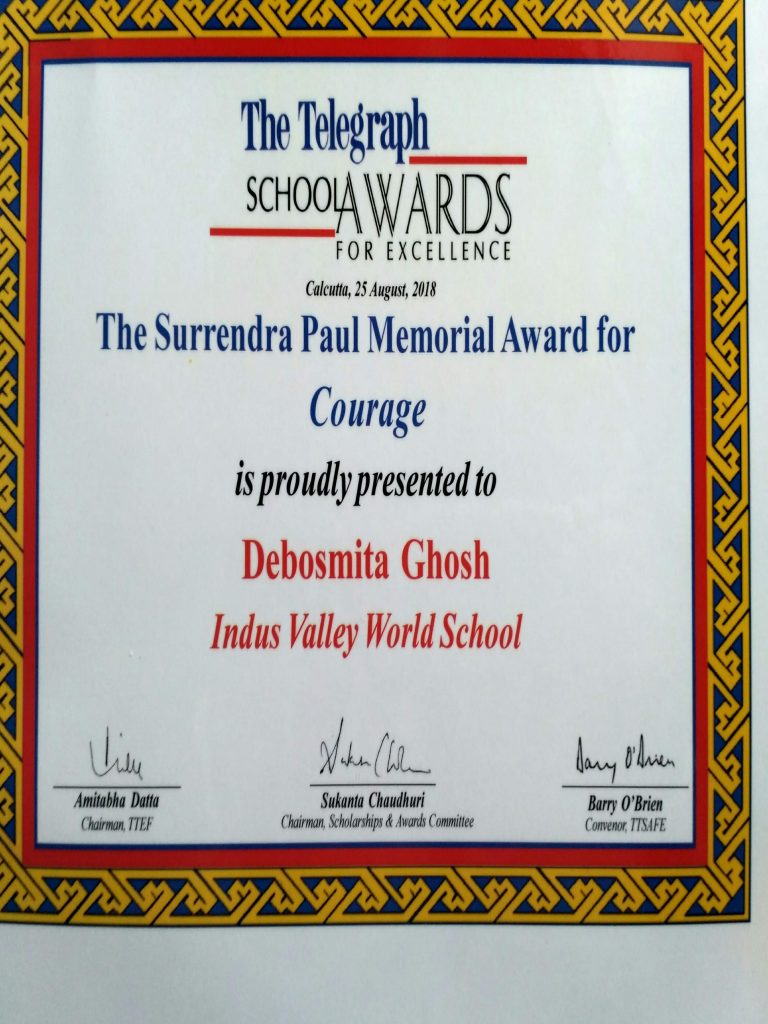 The Telegraph
SCHOOL AWARDS
FOR EXCELLENCE
Calcutta, 25 August, 2018
The Surrendra Paul Memorial Award for
Courage
is proudly presented to
Debosmita Ghosh
Indus Valley World School
Barry O'Brien
Amitabha Datta
Chairman, TTEF
Sukanta Chaudhuri
Chairman, Scholarships & Awards Committee
Barry O'Brien
Convenor, TTSAFE